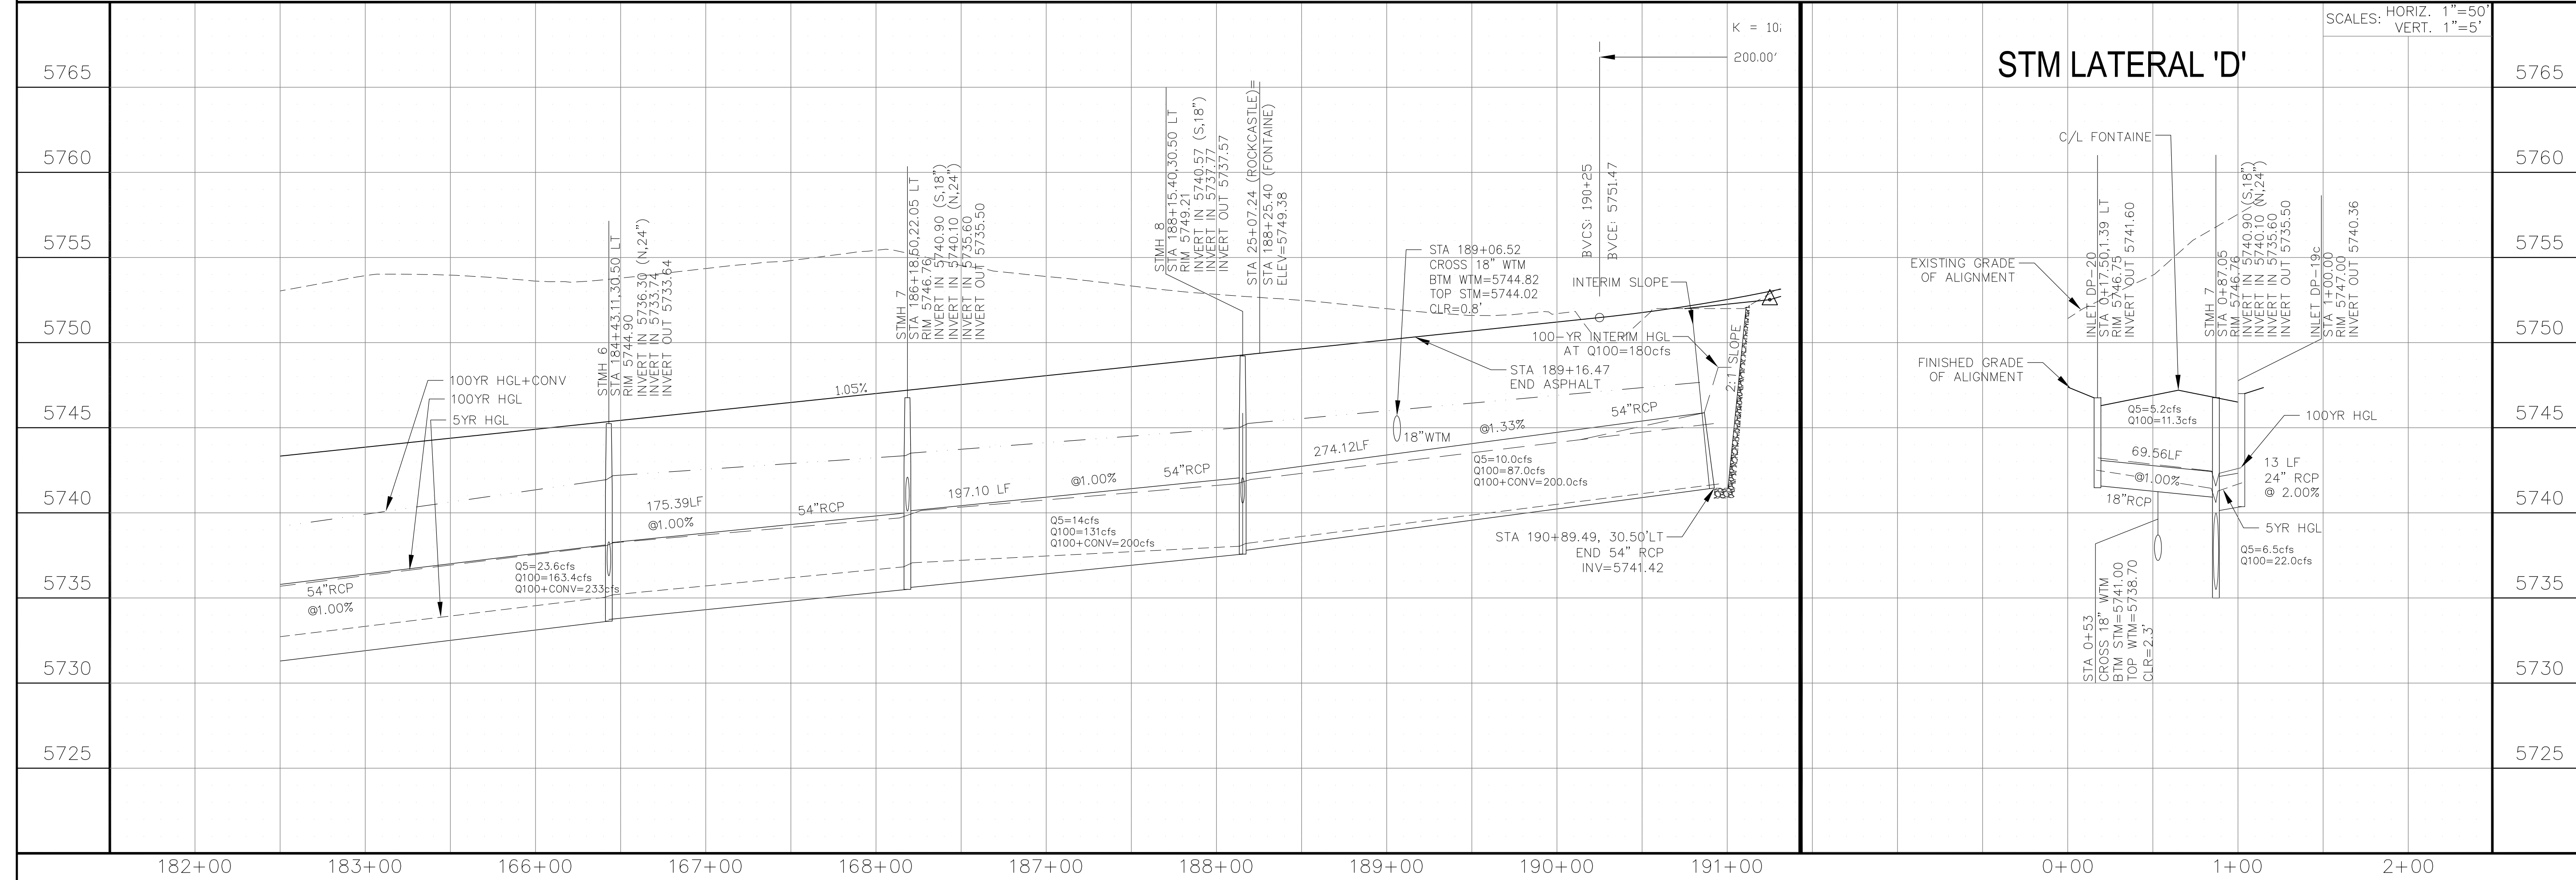 SCALES: HORIZ. 1"=50'
VERT. 1"=5'
STM LATERAL 'D'
5765
5760
5755
5750
5745
5740
5735
5730
5725
182+00
183+00
166+00
167+00
168+00
187+00
188+00
189+00
190+00
191+00
100YR HGL+CONV
100YR HGL
5YR HGL
54"RCP
@1.00%
Q5=23.6cfs
Q100=163.4cfs
Q100+CONV=233cfs
STMH 6
STA 184+43.11,30.50 LT
RIM 5744.90
INVERT IN 5736.30 (N,24")
INVERT IN 5733.74
INVERT OUT 5733.64
175.39LF
@1.00%
54"RCP
1.05%
STMH 7
STA 186+18.50,22.05 LT
RIM 5746.76
INVERT IN 5740.90 (S,18")
INVERT IN 5740.10 (N,24")
INVERT IN 5735.60
INVERT OUT 5735.50
197.10 LF
@1.00%
54"RCP
Q5=14cfs
Q100=131cfs
Q100+CONV=200cfs
STMH 8
STA 188+15.40,30.50 LT
RIM 5749.21
INVERT IN 5740.57 (S,18")
INVERT IN 5737.77
INVERT OUT 5737.57
STA 25+07.24 (ROCKCASTLE)=
STA 188+25.40 (FONTAINE)
ELEV=5749.38
274.12LF
@1.33%
54"RCP
18"WTM
Q5=10.0cfs
Q100=87.0cfs
Q100+CONV=200.0cfs
STA 189+06.52
CROSS 18" WTM
BTM WTM=5744.82
TOP STM=5744.02
CLR=0.8'
STA 189+16.47
END ASPHALT
BVCS: 190+25
BVCE: 5751.47
K = 10
200.00'
INTERIM SLOPE
100-YR INTERIM HGL
AT Q100=180cfs
2:1 SLOPE
STA 190+89.49, 30.50'LT
END 54" RCP
INV=5741.42
C/L FONTAINE
EXISTING GRADE
OF ALIGNMENT
FINISHED GRADE
OF ALIGNMENT
INLET DP-20
STA 0+17.50,1.39 LT
RIM 5746.75
INVERT OUT 5741.60
STMH 7
STA 0+87.05
RIM 5746.76
INVERT IN 5740.90 (S,18")
INVERT IN 5740.10 (N,24")
INVERT IN 5735.60
INVERT OUT 5735.50
INLET DP-19c
STA 1+00.00
RIM 5747.00
INVERT OUT 5740.36
Q5=5.2cfs
Q100=11.3cfs
69.56LF
@1.00%
18"RCP
100YR HGL
13 LF
24" RCP
@ 2.00%
5YR HGL
Q5=6.5cfs
Q100=22.0cfs
STA 0+53
CROSS 18" WTM
BTM STM=5741.00
TOP WTM=5738.70
CLR=2.3'
5765
5760
5755
5750
5745
5740
5735
5730
5725
0+00
1+00
2+00